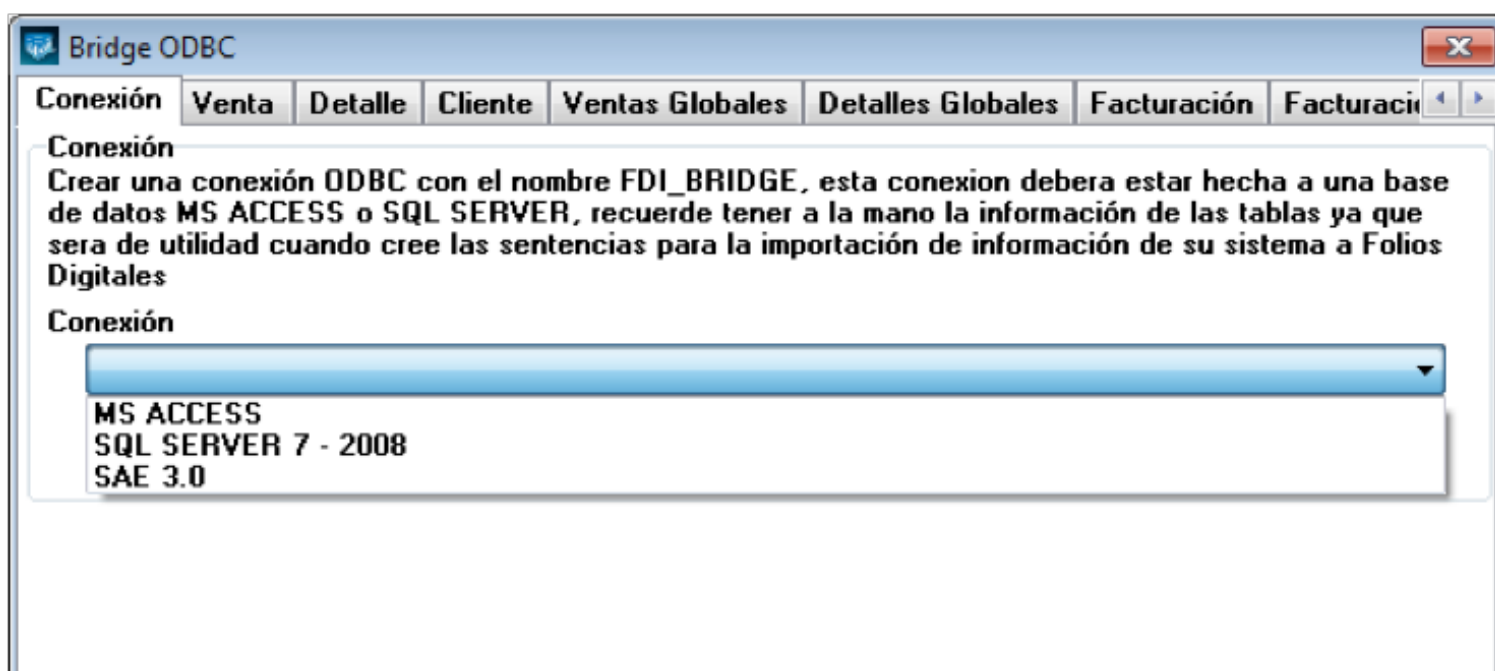 Bridge ODBC
Conexión Venta Detalle Cliente Ventas Globales Detalles Globales Facturación
Conexión
Crear una conexión ODBC con el nombre FDI_BRIDGE, esta conexion debera estar hecha a una base
de datos MS ACCESS o SQL SERVER, recuerde tener a la mano la información de las tablas ya que
sera de utilidad cuando cree las sentencias para la importación de información de su sistema a Folios
Digitales
Conexión
MS ACCESS
SQL SERVER 7 - 2008
SAE 3.0